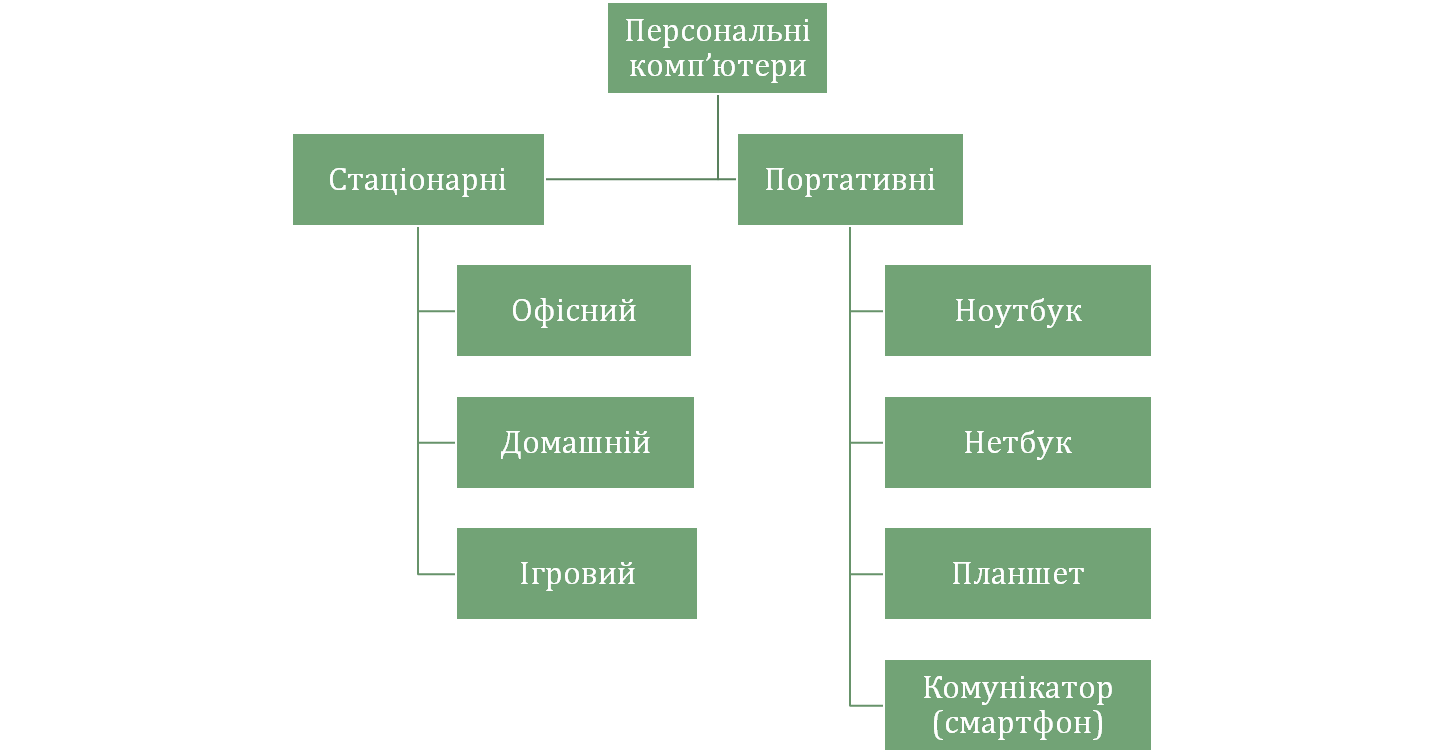 Персональні
комп’ютери
Стаціонарні
Портативні
Офісний
Домашній
Ігровий
Ноутбук
Нетбук
Планшет
Комунікатор
(смартфон)